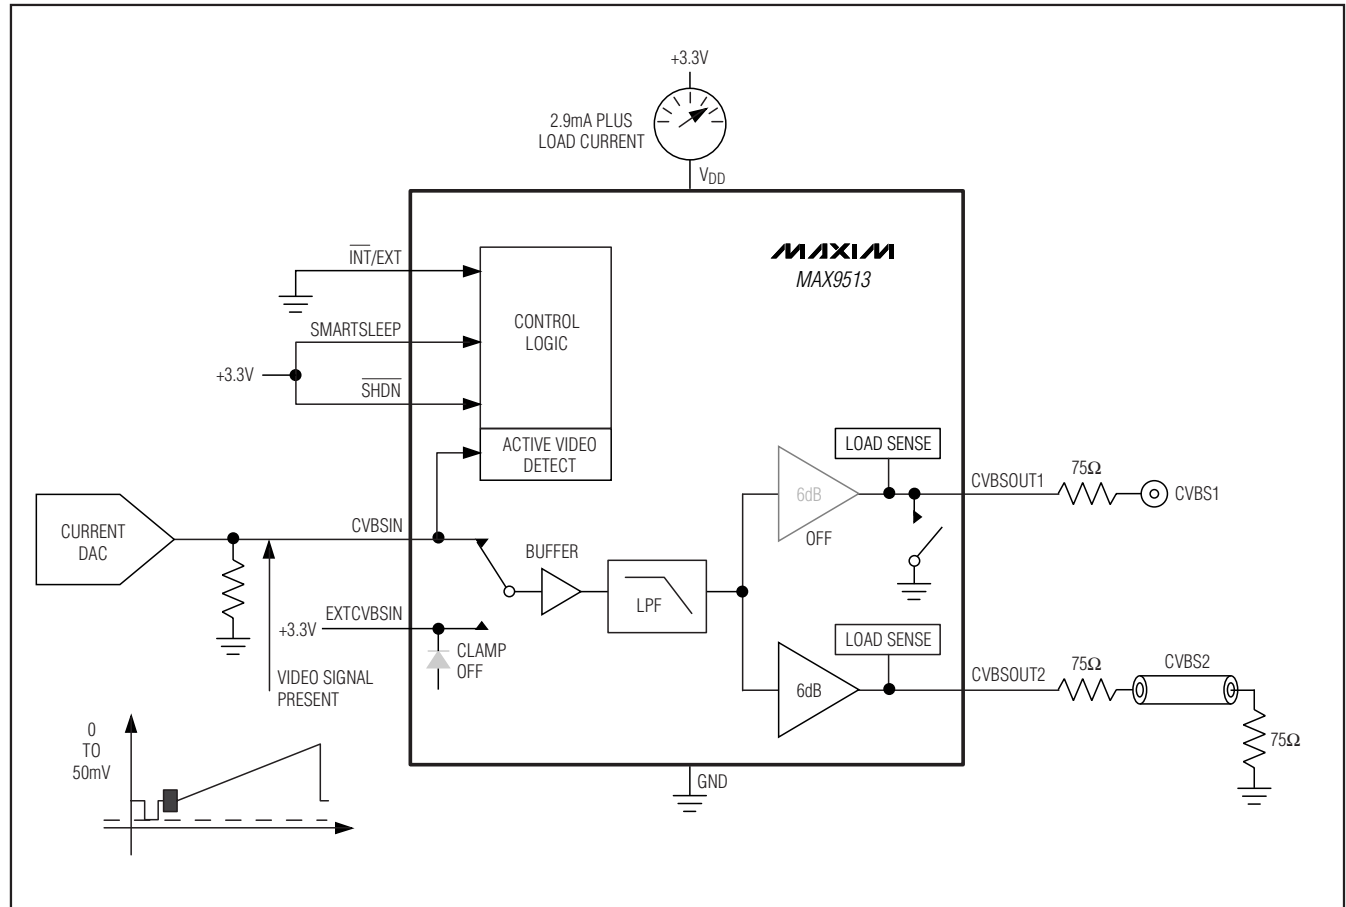 +3.3V
2.9mA PLUS
LOAD CURRENT
VDD
INT/EXT
MAXIM
MAX9513
SMARTSLEEP
CONTROL
LOGIC
+3.3V
SHDN
ACTIVE VIDEO
DETECT
LOAD SENSE
CVBSOUT1
75Ω
CVBS1
6dB
OFF
CURRENT
DAC
CVBSIN
BUFFER
LPF
EXTCVBSIN
+3.3V
CLAMP
OFF
VIDEO SIGNAL
PRESENT
LOAD SENSE
6dB
CVBSOUT2
75Ω
CVBS2
75Ω
0
TO
50mV
GND